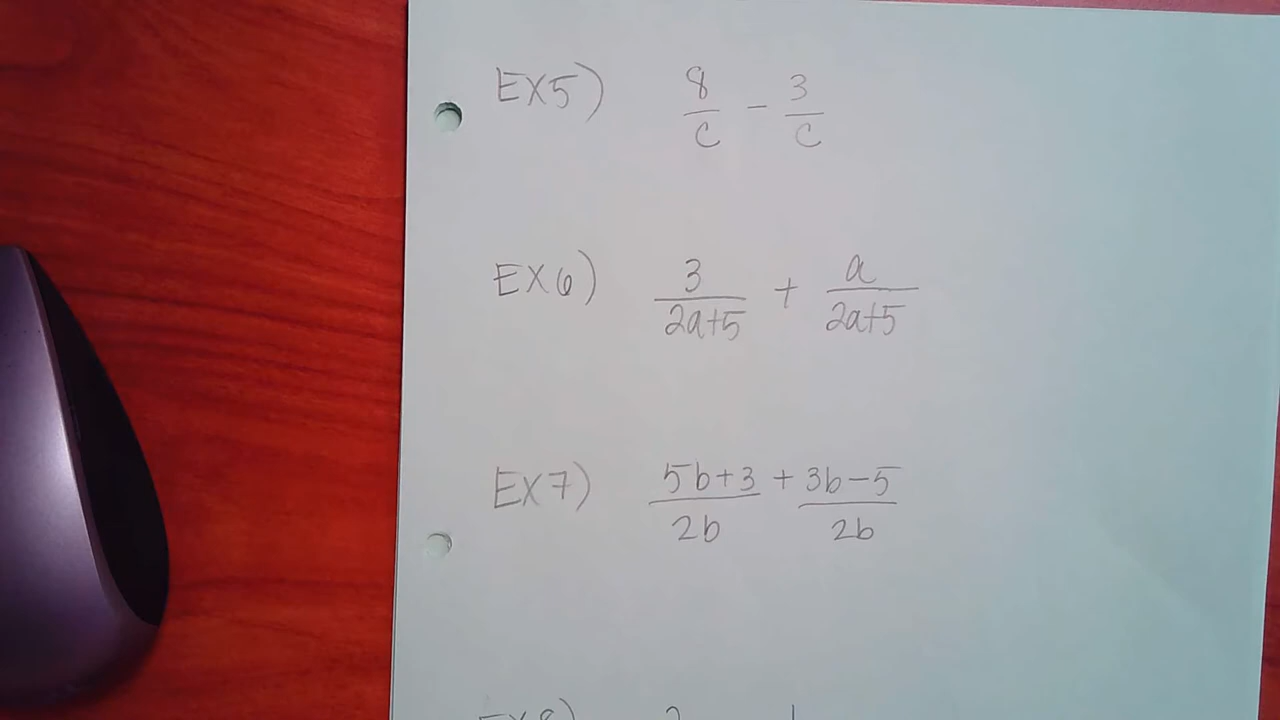 EX5) 8/c - 3/c
EX6) 3/2a+5 + a/2a+5
EX7) 5b+3/2b + 3b-5/2b